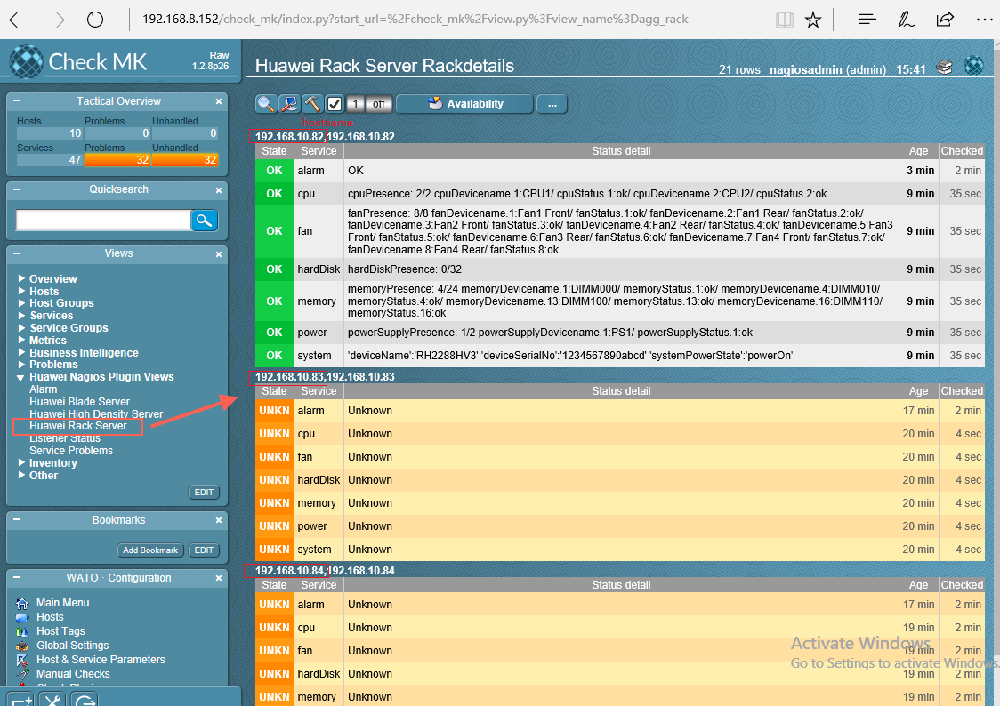 192.168.8.152/check_mk/index.py?start_url=%2Fcheck_mk%2Fview.py%3Fview_name%3Dagg_rack
Check MK
Raw
1.2.8p26
Huawei Rack Server Rackdetails
21 rows nagiosadmin (admin) 15:41
Tactical Overview
Hosts Problems Unhandled
10 0 0
Services Problems Unhandled
47 32 32
Quicksearch
Views
Overview
Hosts
Host Groups
Services
Service Groups
Metrics
Business Intelligence
Problems
Huawei Nagios Plugin Views
Alarm
Huawei Blade Server
Huawei High Density Server
Huawei Rack Server
Listener Status
Service Problems
Inventory
Other
EDIT
Bookmarks
Add Bookmark EDIT
WATO · Configuration
Main Menu
Hosts
Host Tags
Global Settings
Host & Service Parameters
Manual Checks
1 off Availability ...
hostname
192.168.10.82,192.168.10.82
State Service Status detail Age Checked
OK alarm OK 3 min 2 min
OK cpu cpuPresence: 2/2 cpuDevicename.1:CPU1/ cpuStatus.1:ok/ cpuDevicename.2:CPU2/ cpuStatus.2:ok 9 min 35 sec
OK fan fanPresence: 8/8 fanDevicename.1:Fan1 Front/ fanStatus.1:ok/ fanDevicename.2:Fan1 Rear/ fanStatus.2:ok/
fanDevicename.3:Fan2 Front/ fanStatus.3:ok/ fanDevicename.4:Fan2 Rear/ fanStatus.4:ok/ fanDevicename.5:Fan3
Front/ fanStatus.5:ok/ fanDevicename.6:Fan3 Rear/ fanStatus.6:ok/ fanDevicename.7:Fan4 Front/ fanStatus.7:ok/
fanDevicename.8:Fan4 Rear/ fanStatus.8:ok 9 min 35 sec
OK hardDisk hardDiskPresence: 0/32 9 min 35 sec
OK memory memoryPresence: 4/24 memoryDevicename.1:DIMM000/ memoryStatus.1:ok/ memoryDevicename.4:DIMM010/
memoryStatus.4:ok/ memoryDevicename.13:DIMM100/ memoryStatus.13:ok/ memoryDevicename.16:DIMM110/
memoryStatus.16:ok 9 min 35 sec
OK power powerSupplyPresence: 1/2 powerSupplyDevicename.1:PS1/ powerSupplyStatus.1:ok 9 min 35 sec
OK system 'deviceName':'RH2288HV3' 'deviceSerialNo':'1234567890abcd' 'systemPowerState':'powerOn' 9 min 35 sec
192.168.10.83,192.168.10.83
State Service Status detail Age Checked
UNKN alarm Unknown 17 min 2 min
UNKN cpu Unknown 20 min 4 sec
UNKN fan Unknown 20 min 4 sec
UNKN hardDisk Unknown 20 min 4 sec
UNKN memory Unknown 20 min 4 sec
UNKN power Unknown 20 min 4 sec
UNKN system Unknown 20 min 4 sec
192.168.10.84,192.168.10.84
State Service Status detail Age Checked
UNKN alarm Unknown 17 min 2 min
UNKN cpu Unknown 19 min 2 min
UNKN fan Unknown 19 min 2 min
UNKN hardDisk Unknown 19 min 2 min
UNKN memory Unknown 19 min 2 min
Activate Windows
Go to Settings to activate Windows.